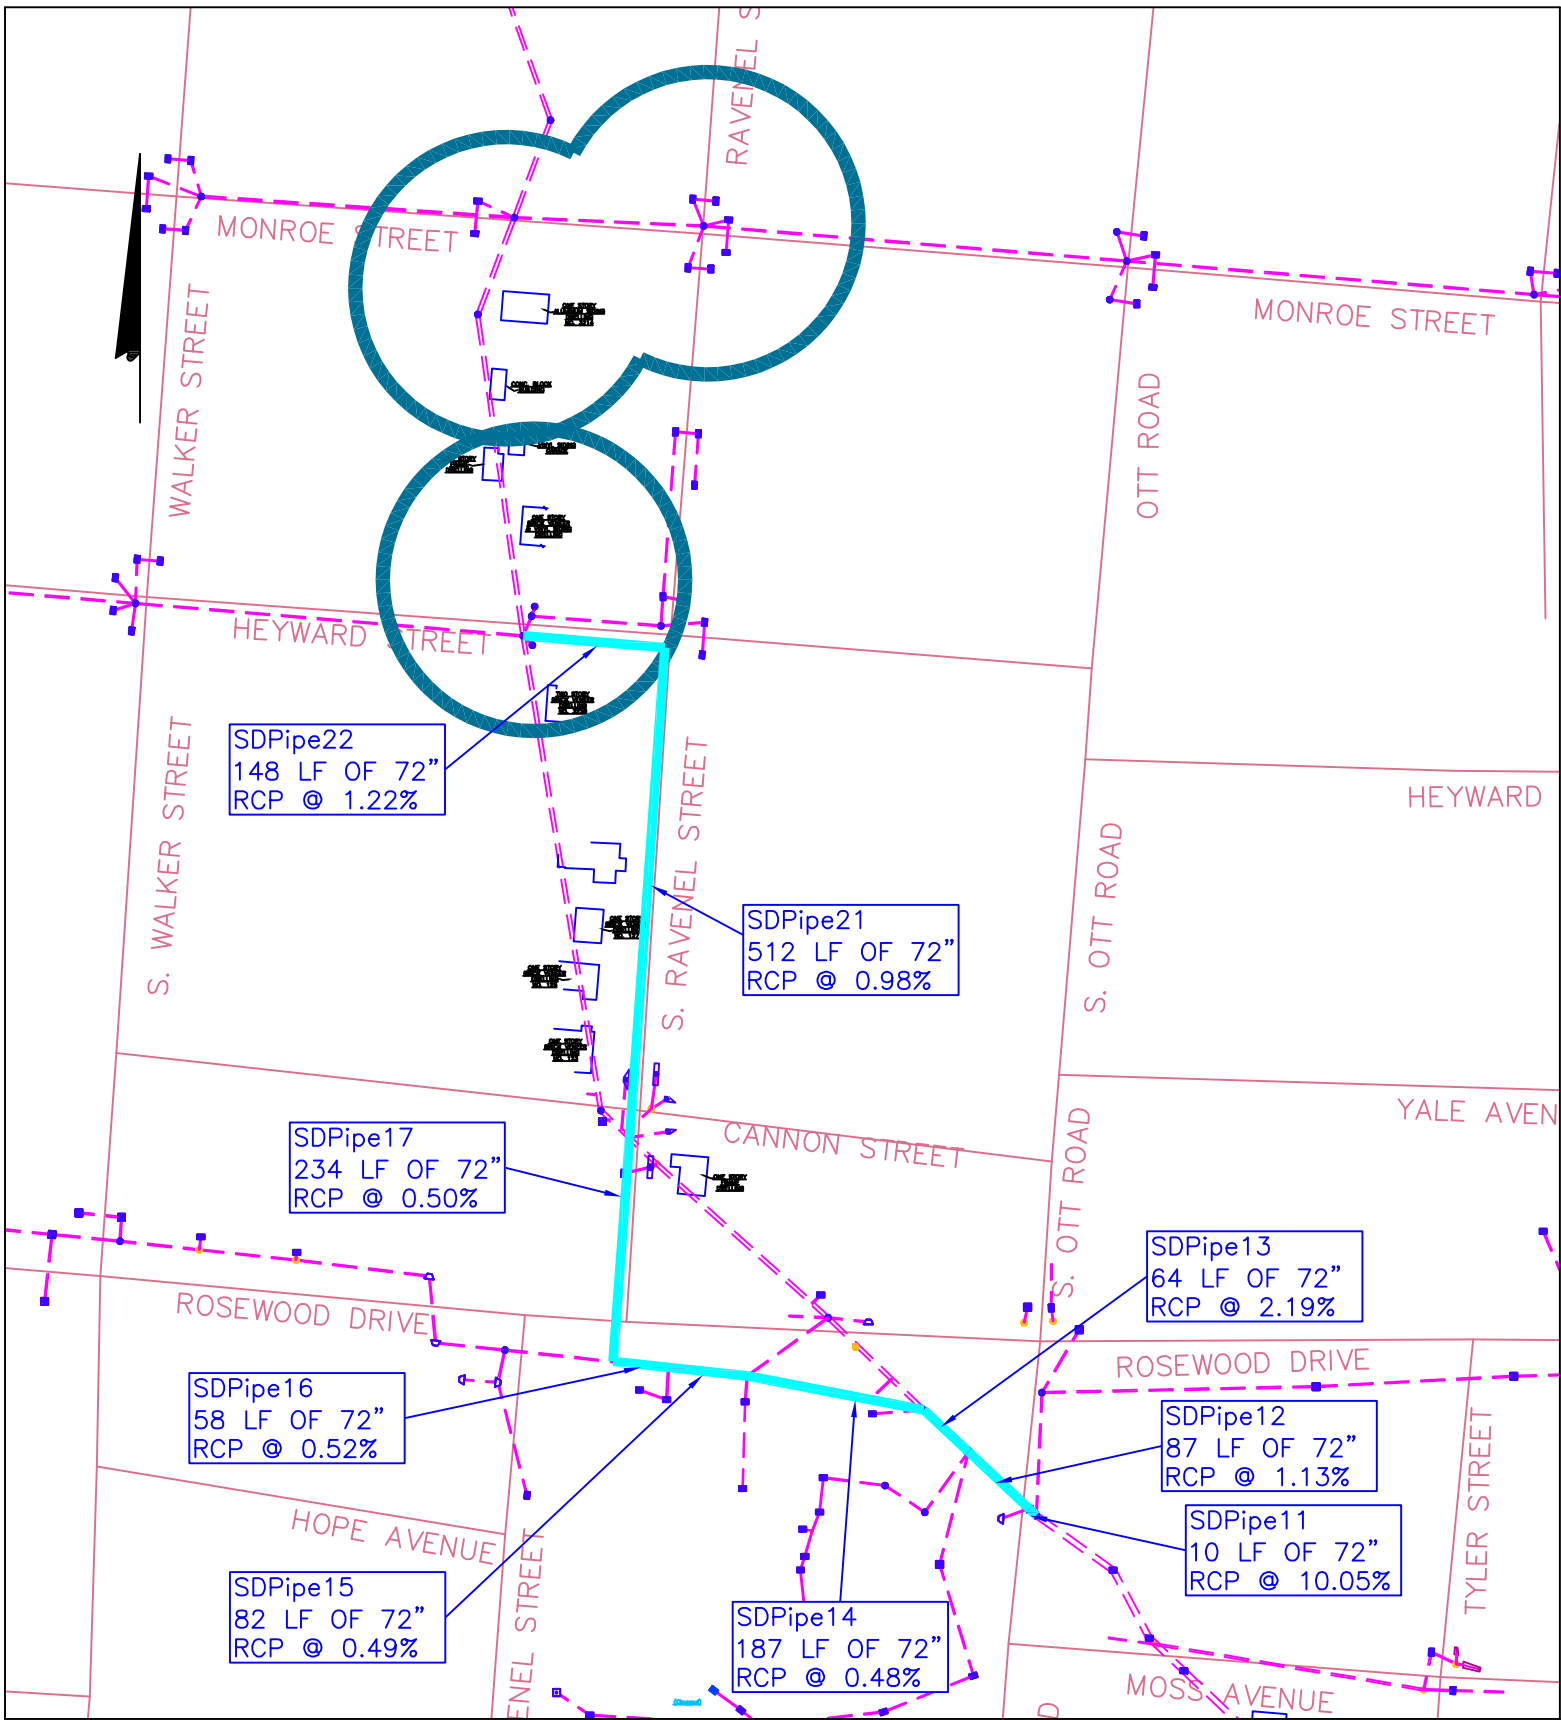 RAVENEL S
MONROE STREET
MONROE STREET
WALKER STREET
OTT ROAD
HEYWARD STREET
SDPipe22
148 LF OF 72”
RCP @ 1.22%
HEYWARD
S. WALKER STREET
S. RAVENEL STREET
S. OTT ROAD
SDPipe21
512 LF OF 72”
RCP @ 0.98%
YALE AVEN
CANNON STREET
SDPipe17
234 LF OF 72”
RCP @ 0.50%
S. OTT ROAD
SDPipe13
64 LF OF 72”
RCP @ 2.19%
ROSEWOOD DRIVE
ROSEWOOD DRIVE
SDPipe16
58 LF OF 72”
RCP @ 0.52%
SDPipe12
87 LF OF 72”
RCP @ 1.13%
TYLER STREET
HOPE AVENUE
SDPipe11
10 LF OF 72”
RCP @ 10.05%
ENEL STREET
SDPipe15
82 LF OF 72”
RCP @ 0.49%
SDPipe14
187 LF OF 72”
RCP @ 0.48%
MOSS AVENUE
D